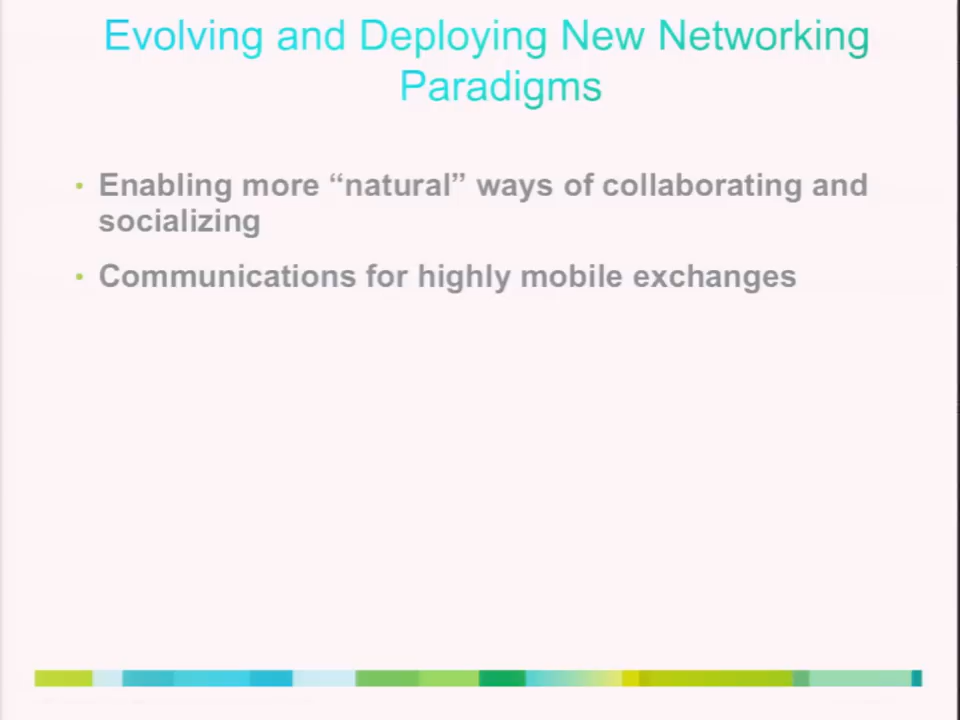 Evolving and Deploying New Networking
Paradigms
• Enabling more “natural” ways of collaborating and
socializing
• Communications for highly mobile exchanges